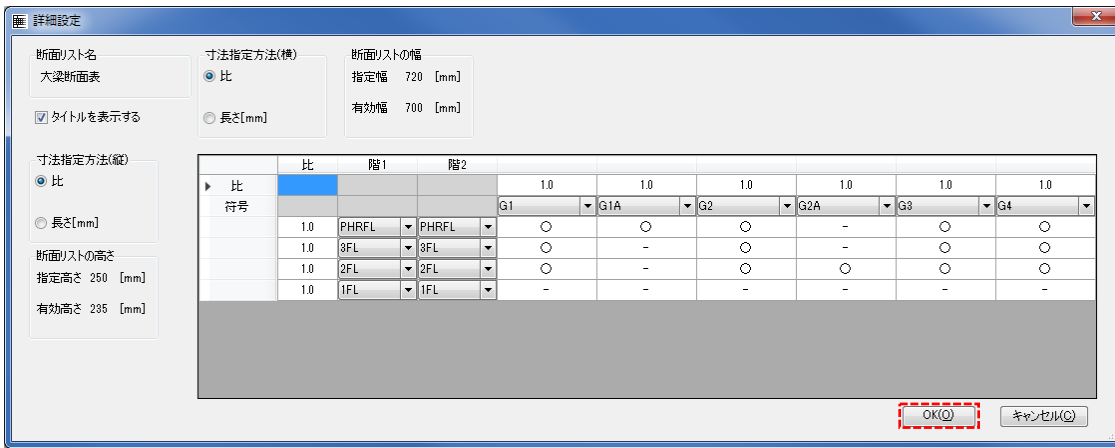 詳細設定
断面リスト名
大梁断面表
タイトルを表示する
寸法指定方法(横)
比
長さ[mm]
断面リストの幅
指定幅 720 [mm]
有効幅 700 [mm]
寸法指定方法(縦)
比
長さ[mm]
断面リストの高さ
指定高さ 250 [mm]
有効高さ 235 [mm]
比 階1 階2
比 1.0 1.0 1.0 1.0 1.0 1.0
符号 G1 G1A G2 G2A G3 G4
1.0 PHRFL PHRFL ○ ○ ○ - ○ ○
1.0 3FL 3FL ○ - ○ - ○ ○
1.0 2FL 2FL ○ - ○ ○ ○ ○
1.0 1FL 1FL - - - - - -
OK(O) キャンセル(C)